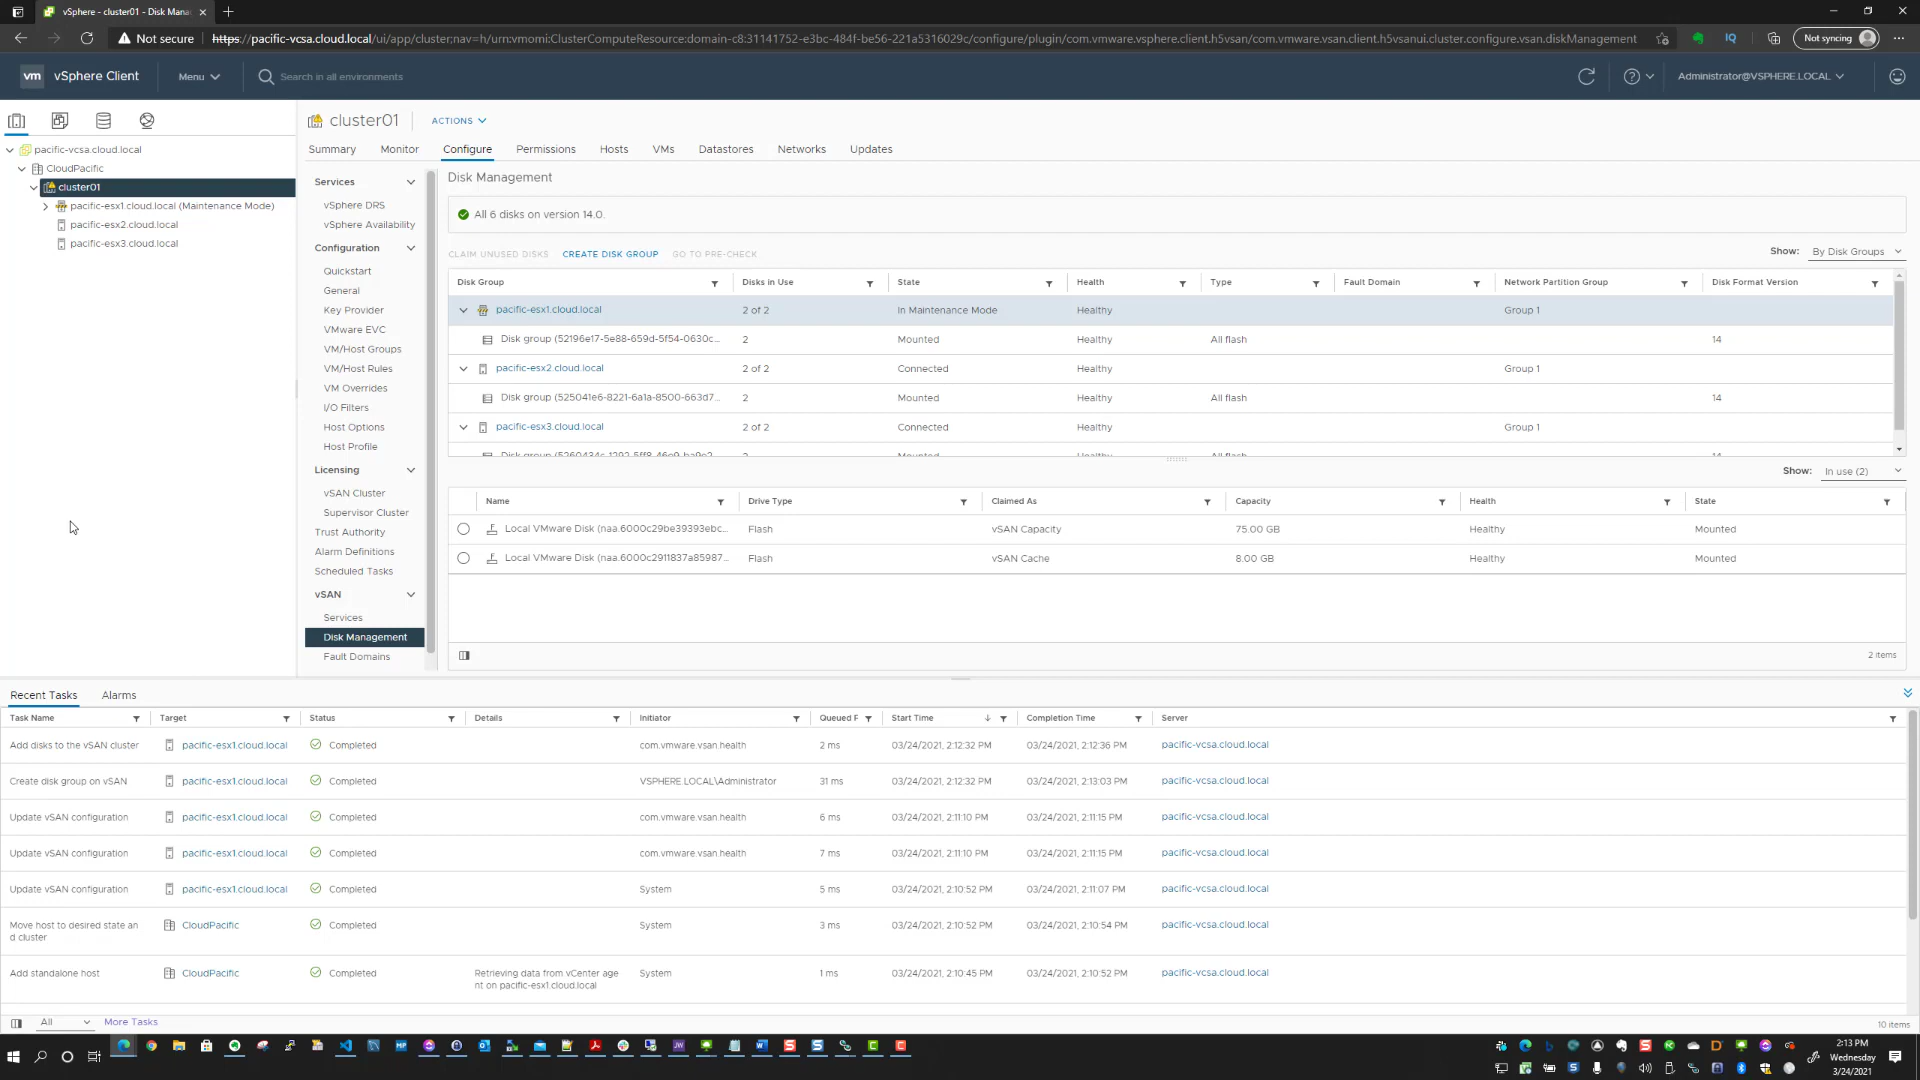 vSphere - cluster01 - Disk Mana
Not secure
https://pacific-vcsa.cloud.local/ui/app/cluster;nav=h/urn:vmomi:ClusterComputeResource:domain-c8:31141752-e3bc-484f-be56-221a5316029c/configure/plugin/com.vmware.vsphere.client.h5vsan/com.vmware.vsan.client.h5vsanui.cluster.configure.vsan.diskManagement
Not syncing
vm vSphere Client
Menu
Search in all environments
Administrator@VSPHERE.LOCAL
pacific-vcsa.cloud.local
CloudPacific
cluster01
pacific-esx1.cloud.local (Maintenance Mode)
pacific-esx2.cloud.local
pacific-esx3.cloud.local
cluster01
ACTIONS
Summary Monitor Configure Permissions Hosts VMs Datastores Networks Updates
Services
vSphere DRS
vSphere Availability
Configuration
Quickstart
General
Key Provider
VMware EVC
VM/Host Groups
VM/Host Rules
VM Overrides
I/O Filters
Host Options
Host Profile
Licensing
vSAN Cluster
Supervisor Cluster
Trust Authority
Alarm Definitions
Scheduled Tasks
vSAN
Services
Disk Management
Fault Domains
Disk Management
All 6 disks on version 14.0.
CLAIM UNUSED DISKS CREATE DISK GROUP GO TO PRE-CHECK
Show: By Disk Groups
Disk Group Disks in Use State Health Type Fault Domain Network Partition Group Disk Format Version
pacific-esx1.cloud.local 2 of 2 In Maintenance Mode Healthy Group 1
Disk group (52196e17-5e88-659d-5f54-0630c... 2 Mounted Healthy All flash 14
pacific-esx2.cloud.local 2 of 2 Connected Healthy Group 1
Disk group (525041e6-8221-6a1a-8500-663d7... 2 Mounted Healthy All flash 14
pacific-esx3.cloud.local 2 of 2 Connected Healthy Group 1
Disk group (5260434c-1292-5ff8-46e9-ba9e2 2 Mounted Healthy All flash 14
Show: In use (2)
Name Drive Type Claimed As Capacity Health State
Local VMware Disk (naa.6000c29be39393ebc... Flash vSAN Capacity 75.00 GB Healthy Mounted
Local VMware Disk (naa.6000c2911837a85987... Flash vSAN Cache 8.00 GB Healthy Mounted
2 items
Recent Tasks Alarms
Task Name Target Status Details Initiator Queued F Start Time Completion Time Server
Add disks to the vSAN cluster pacific-esx1.cloud.local Completed com.vmware.vsan.health 2 ms 03/24/2021, 2:12:32 PM 03/24/2021, 2:12:36 PM pacific-vcsa.cloud.local
Create disk group on vSAN pacific-esx1.cloud.local Completed VSPHERE.LOCAL\Administrator 31 ms 03/24/2021, 2:12:32 PM 03/24/2021, 2:13:03 PM pacific-vcsa.cloud.local
Update vSAN configuration pacific-esx1.cloud.local Completed com.vmware.vsan.health 6 ms 03/24/2021, 2:11:10 PM 03/24/2021, 2:11:15 PM pacific-vcsa.cloud.local
Update vSAN configuration pacific-esx1.cloud.local Completed com.vmware.vsan.health 7 ms 03/24/2021, 2:11:10 PM 03/24/2021, 2:11:15 PM pacific-vcsa.cloud.local
Update vSAN configuration pacific-esx1.cloud.local Completed System 5 ms 03/24/2021, 2:10:52 PM 03/24/2021, 2:11:07 PM pacific-vcsa.cloud.local
Move host to desired state an CloudPacific Completed System 3 ms 03/24/2021, 2:10:52 PM 03/24/2021, 2:10:54 PM pacific-vcsa.cloud.local
d cluster
Add standalone host CloudPacific Completed Retrieving data from vCenter age System 1 ms 03/24/2021, 2:10:45 PM 03/24/2021, 2:10:52 PM pacific-vcsa.cloud.local
nt on pacific-esx1.cloud.local
All More Tasks
10 items
2:13 PM
Wednesday
3/24/2021